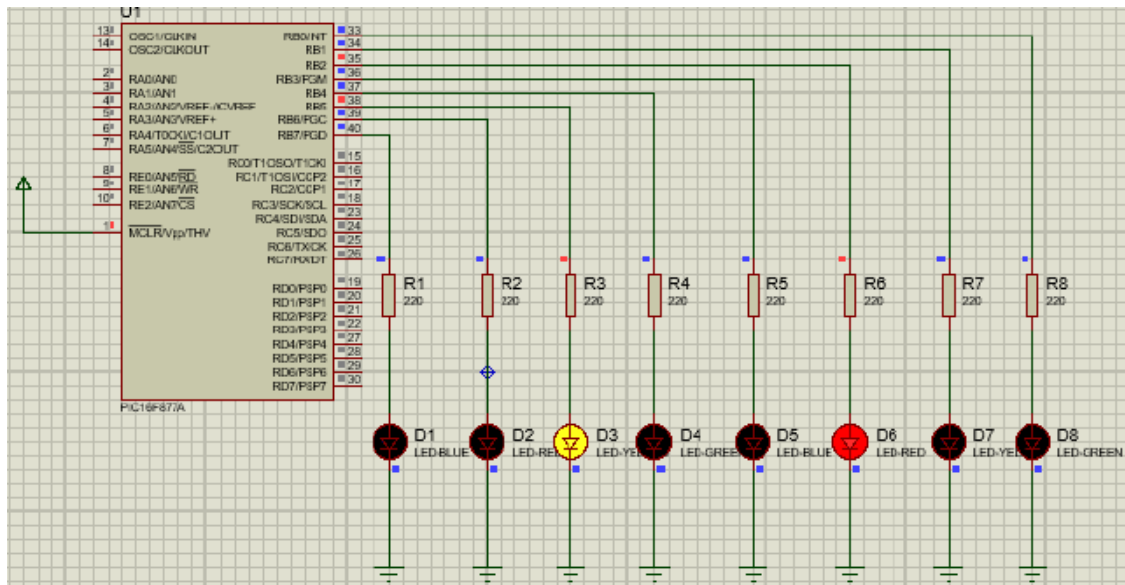 U1
13 OSC1/CLKIN RB0/INT 33
14 OSC2/CLKOUT RB1 34
RB2 35
2 RA0/AN0 RB3/PGM 36
3 RA1/AN1 RB4 37
4 RA2/AN2/VREF-/CVREF RB5 38
5 RA3/AN3/VREF+ RB6/PGC 39
6 RA4/T0CKI/C1OUT RB7/PGD 40
7 RA5/AN4/SS/C2OUT
RC0/T1OSO/T1CKI 15
8 RE0/AN5/RD RC1/T1OSI/CCP2 16
9 RE1/AN6/WR RC2/CCP1 17
10 RE2/AN7/CS RC3/SCK/SCL 18
RC4/SDI/SDA 23
1 MCLR/Vpp/THV RC5/SDO 24
RC6/TX/CK 25
RC7/RX/DT 26
RD0/PSP0 19
RD1/PSP1 20
RD2/PSP2 21
RD3/PSP3 22
RD4/PSP4 27
RD5/PSP5 28
RD6/PSP6 29
RD7/PSP7 30
PIC16F877A
R1 R2 R3 R4 R5 R6 R7 R8
220 220 220 220 220 220 220 220
D1 D2 D3 D4 D5 D6 D7 D8
LED-BLUE LED-RED LED-YEL LED-GREEN LED-BLUE LED-RED LED-YEL LED-GREEN